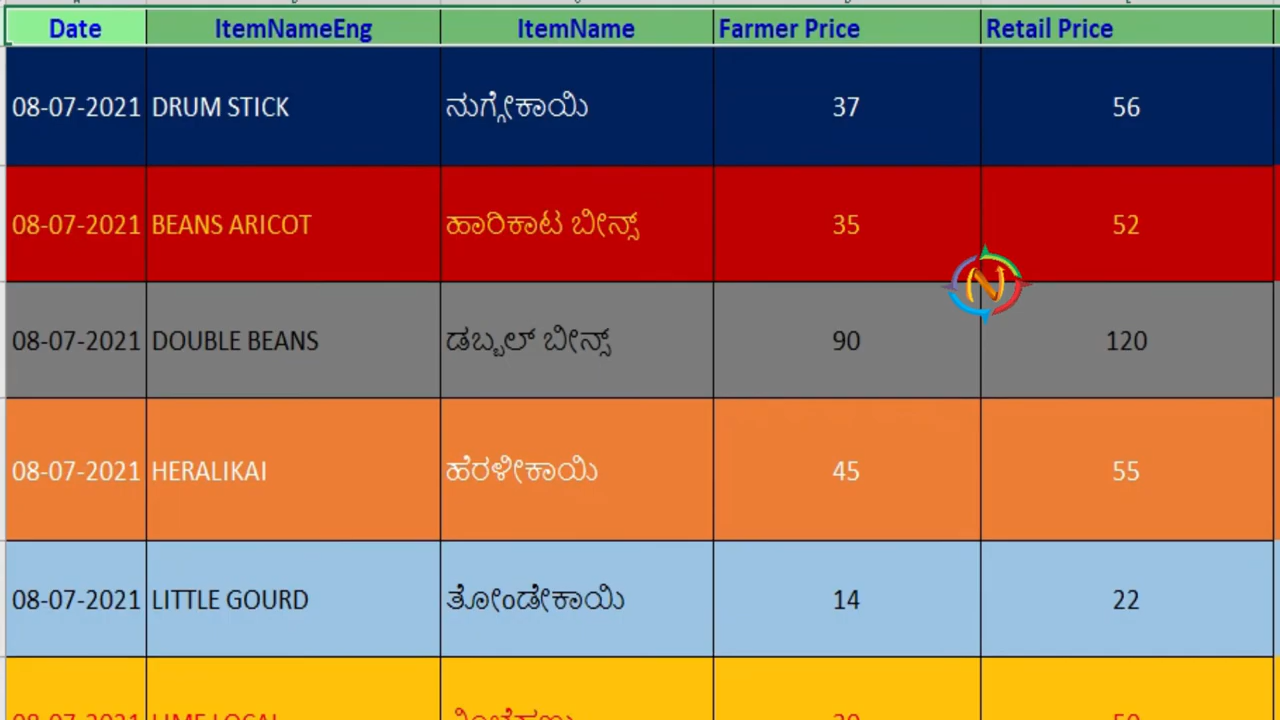 Date ItemNameEng ItemName Farmer Price Retail Price
08-07-2021 DRUM STICK ನುಗ್ಗೇಕಾಯಿ 37 56
08-07-2021 BEANS ARICOT ಹಾರಿಕಾಟ ಬೀನ್ಸ್ 35 52
08-07-2021 DOUBLE BEANS ಡಬ್ಬಲ್ ಬೀನ್ಸ್ 90 120
08-07-2021 HERALIKAI ಹೆರಳೀಕಾಯಿ 45 55
08-07-2021 LITTLE GOURD ತೋಂಡೇಕಾಯಿ 14 22
08-07-2021 LIME LOCAL